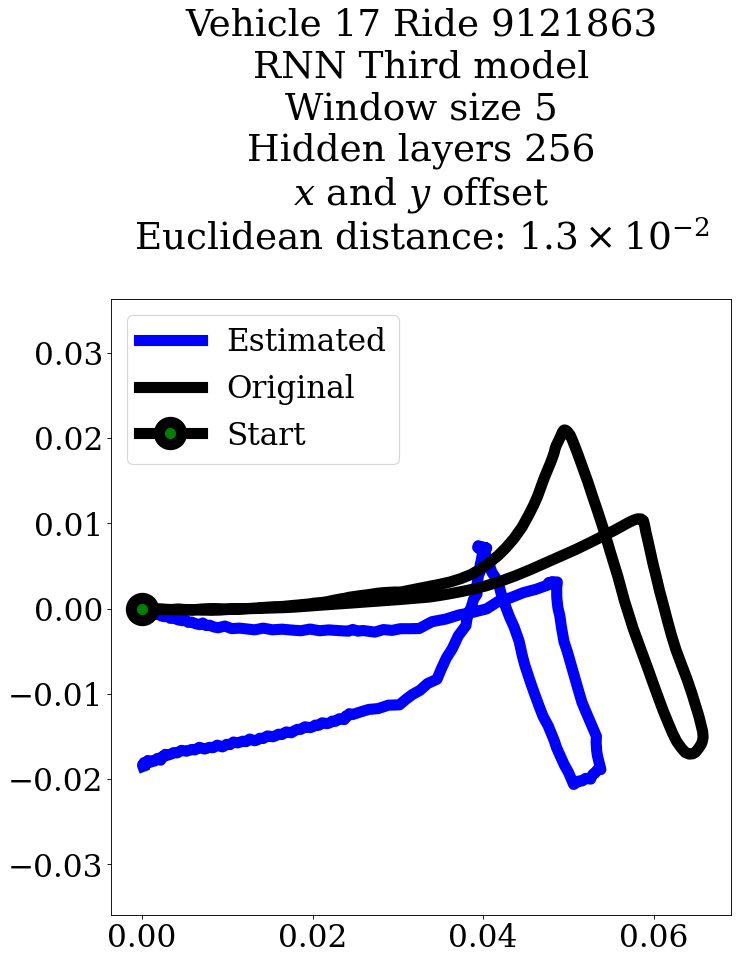 Vehicle 17 Ride 9121863
RNN Third model
Window size 5
Hidden layers 256
x and y offset
Euclidean distance: 1.3 × 10⁻²
Estimated
Original
Start
0.03
0.02
0.01
0.00
−0.01
−0.02
−0.03
0.00 0.02 0.04 0.06